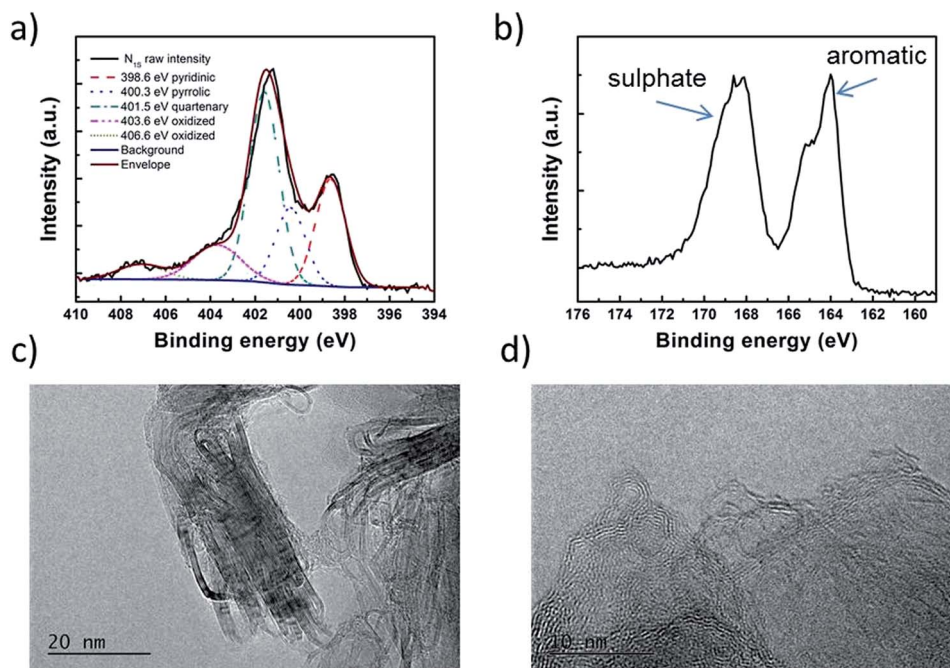 a)
N1S raw intensity
398.6 eV pyridinic
400.3 eV pyrrolic
401.5 eV quartenary
403.6 eV oxidized
406.6 eV oxidized
Background
Envelope
Intensity (a.u.)
410 408 406 404 402 400 398 396 394
Binding energy (eV)
b)
sulphate
aromatic
Intensity (a.u.)
176 174 172 170 168 166 164 162 160
Binding energy (eV)
c)
20 nm
d)
10 nm